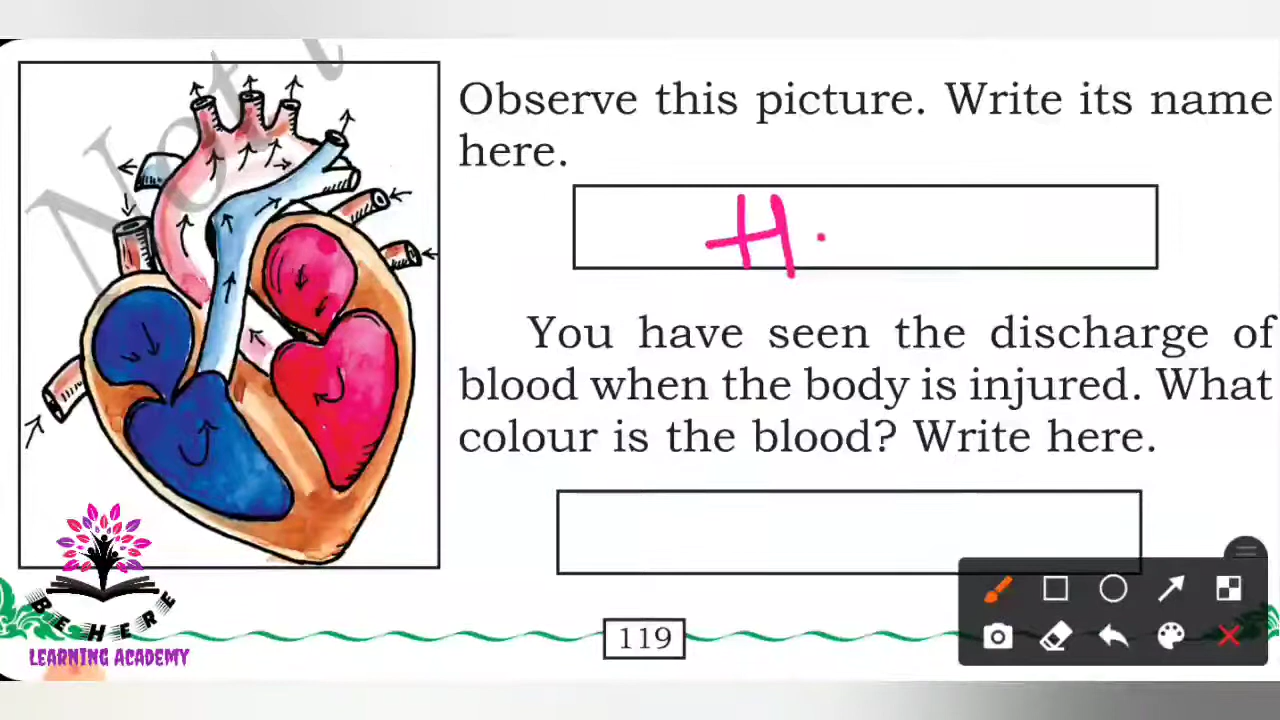 Not
Observe this picture. Write its name
here.
H
You have seen the discharge of
blood when the body is injured. What
colour is the blood? Write here.
BEHERE
LEARNING ACADEMY
119